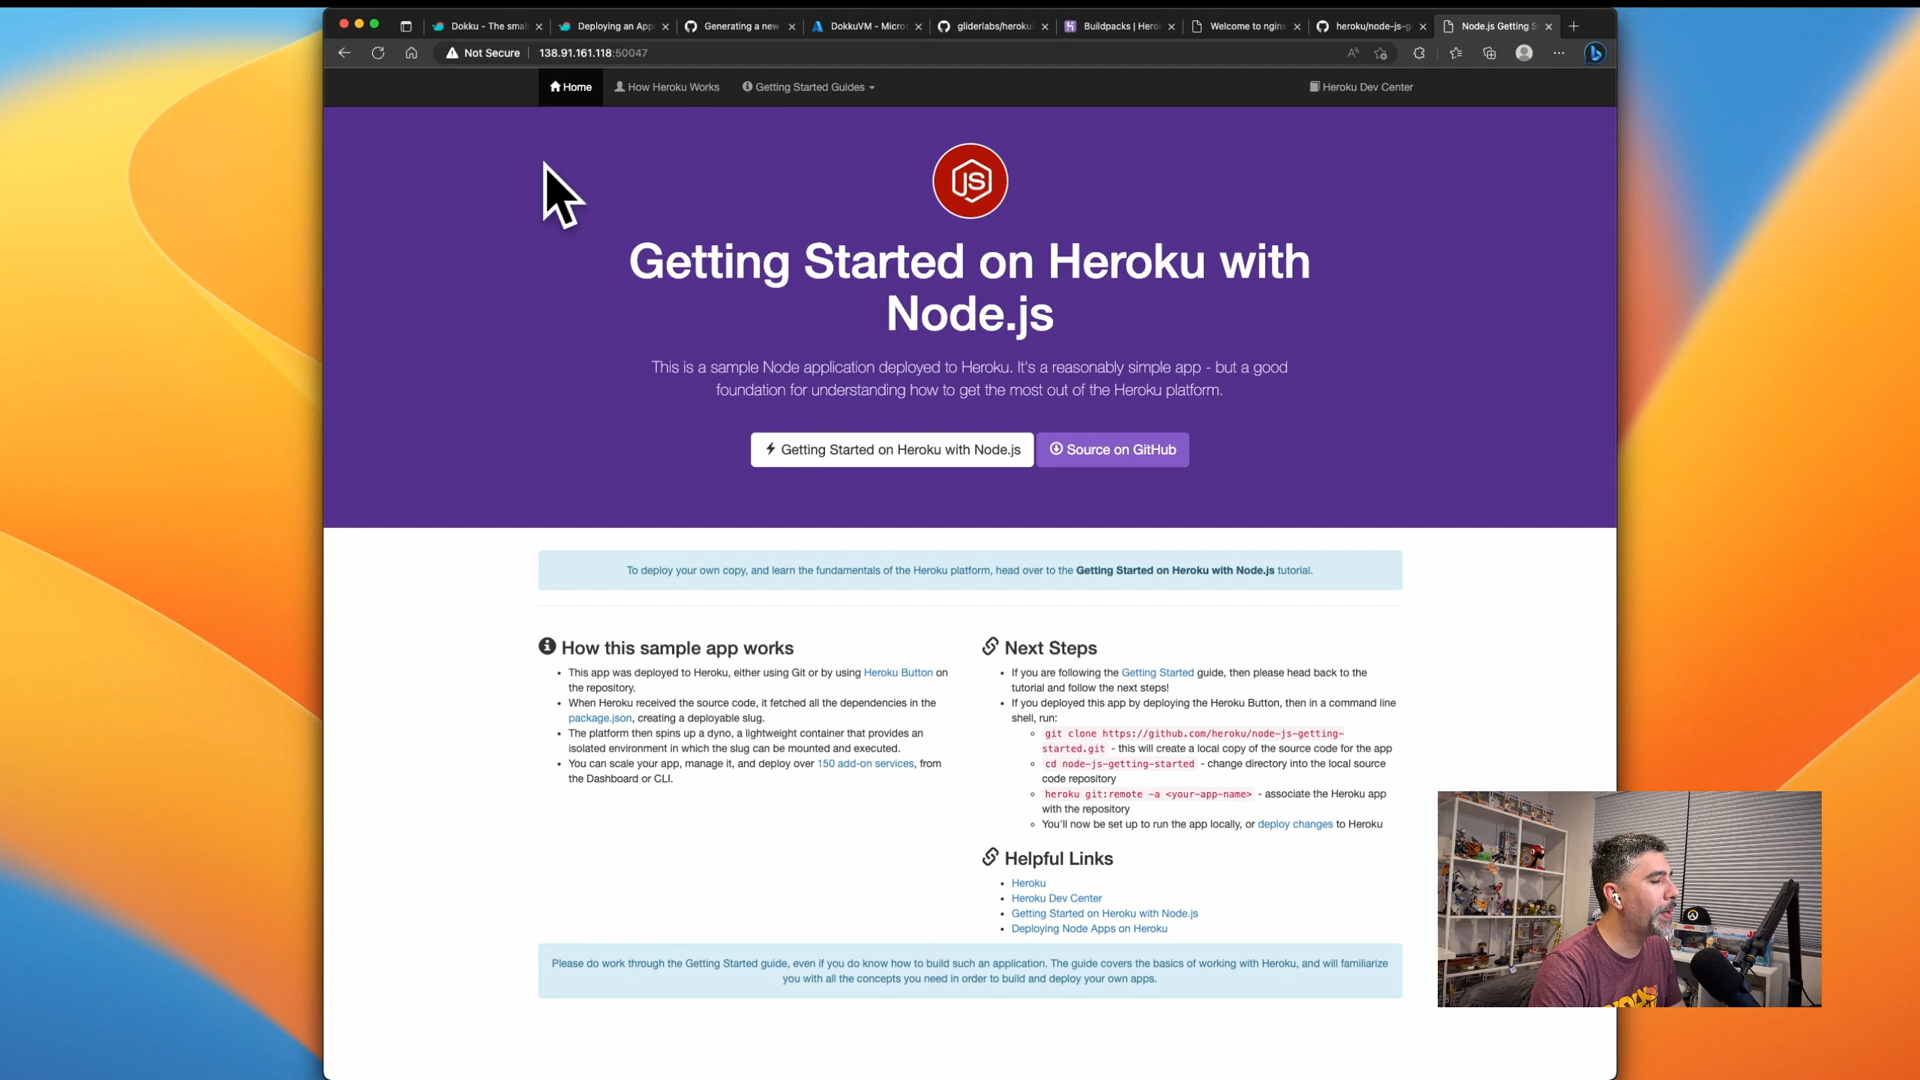 Dokku - The smal
Deploying an App
Generating a new
DokkuVM - Micro
gliderlabs/heroku
Buildpacks | Hero
Welcome to nginx
heroku/node-js-g
Node.js Getting S
Not Secure
138.91.161.118:50047
Home
How Heroku Works
Getting Started Guides
Heroku Dev Center
JS
Getting Started on Heroku with
Node.js
This is a sample Node application deployed to Heroku. It's a reasonably simple app - but a good
foundation for understanding how to get the most out of the Heroku platform.
Getting Started on Heroku with Node.js
Source on GitHub
To deploy your own copy, and learn the fundamentals of the Heroku platform, head over to the Getting Started on Heroku with Node.js tutorial.
How this sample app works
This app was deployed to Heroku, either using Git or by using Heroku Button on
the repository.
When Heroku received the source code, it fetched all the dependencies in the
package.json, creating a deployable slug.
The platform then spins up a dyno, a lightweight container that provides an
isolated environment in which the slug can be mounted and executed.
You can scale your app, manage it, and deploy over 150 add-on services, from
the Dashboard or CLI.
Next Steps
If you are following the Getting Started guide, then please head back to the
tutorial and follow the next steps!
If you deployed this app by deploying the Heroku Button, then in a command line
shell, run:
git clone https://github.com/heroku/node-js-getting-
started.git - this will create a local copy of the source code for the app
cd node-js-getting-started - change directory into the local source
code repository
heroku git:remote -a <your-app-name> - associate the Heroku app
with the repository
You'll now be set up to run the app locally, or deploy changes to Heroku
Helpful Links
Heroku
Heroku Dev Center
Getting Started on Heroku with Node.js
Deploying Node Apps on Heroku
Please do work through the Getting Started guide, even if you do know how to build such an application. The guide covers the basics of working with Heroku, and will familiarize
you with all the concepts you need in order to build and deploy your own apps.